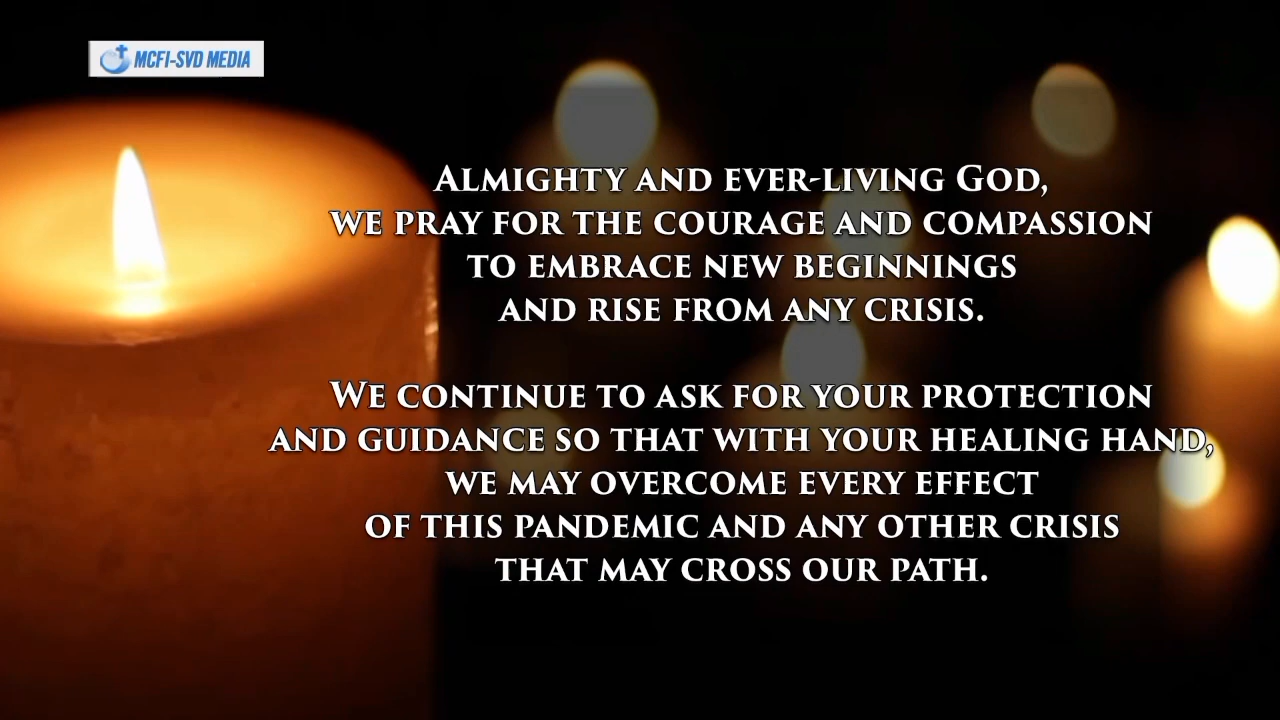 MCFI-SVD MEDIA
Almighty and ever-living God,
we pray for the courage and compassion
to embrace new beginnings
and rise from any crisis.
We continue to ask for your protection
and guidance so that with your healing hand,
we may overcome every effect
of this pandemic and any other crisis
that may cross our path.